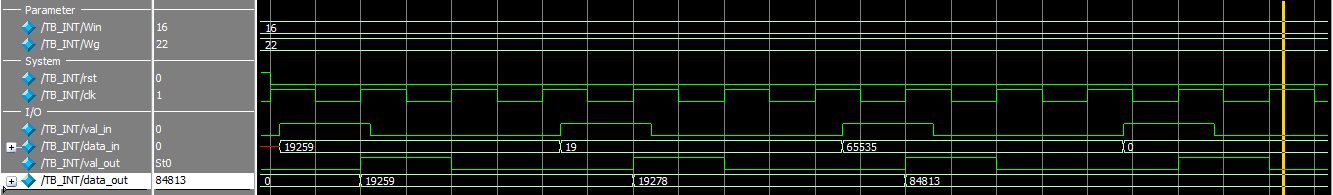 Parameter
/TB_INT/Win 16 16
/TB_INT/Wg 22 22
System
/TB_INT/rst 0
/TB_INT/clk 1
I/O
/TB_INT/val_in 0
/TB_INT/data_in 0 19259 19 65535 0
/TB_INT/val_out St0
/TB_INT/data_out 84813 0 19259 19278 84813